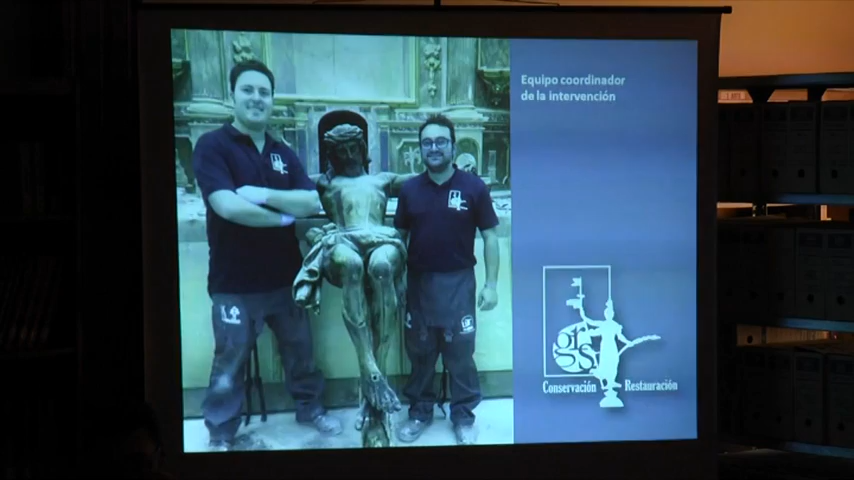 Equipo coordinador
de la intervención
grs
Conservación Restauración